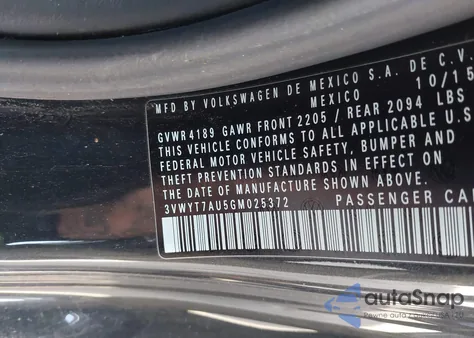 MFD BY VOLKSWAGEN DE MEXICO S.A. DE C.V.
MEXICO 10/15
GVWR 4189 GAWR FRONT 2205 / REAR 2094 LBS
THIS VEHICLE CONFORMS TO ALL APPLICABLE U.S
FEDERAL MOTOR VEHICLE SAFETY, BUMPER AND
THEFT PREVENTION STANDARDS IN EFFECT ON
THE DATE OF MANUFACTURE SHOWN ABOVE.
3VWYT7AU5GM025372 PASSENGER CA
autoSnap